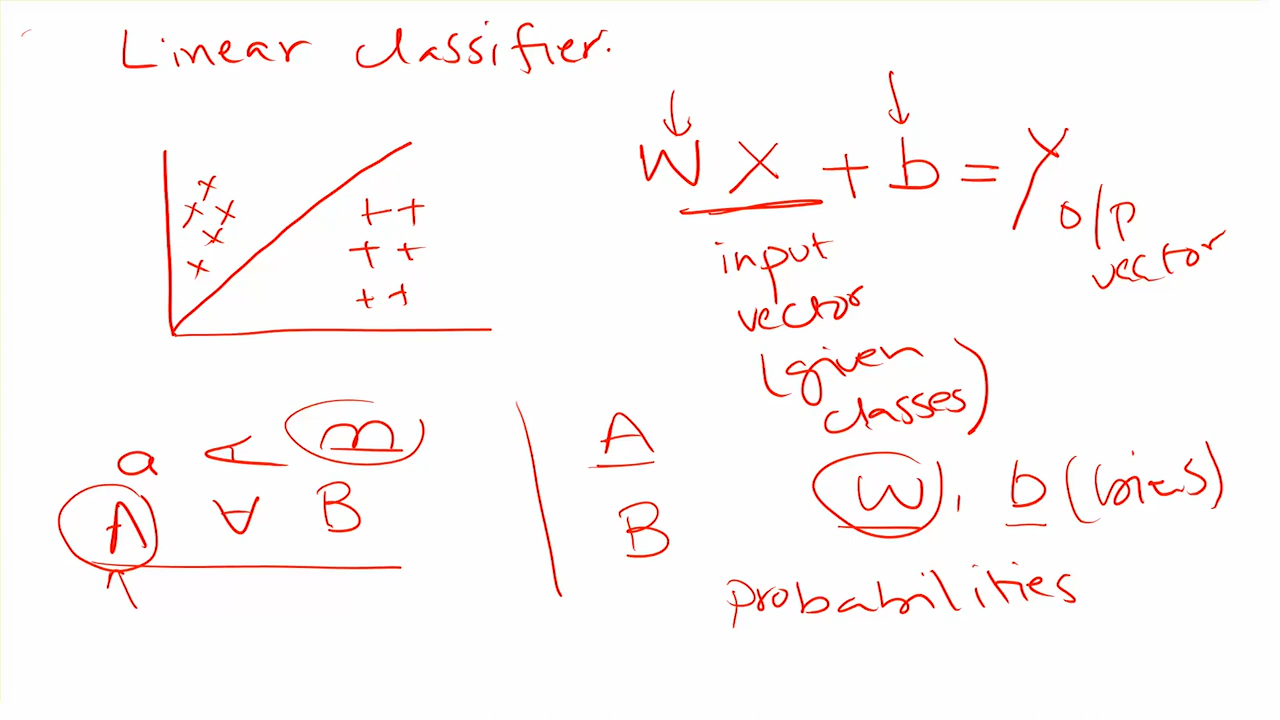 Linear classifier.
W X + b = Y
o/p
vector
input
vector
(given
classes)
a ∢ B
A ∀ B
A
B
W, b (bias)
probabilities